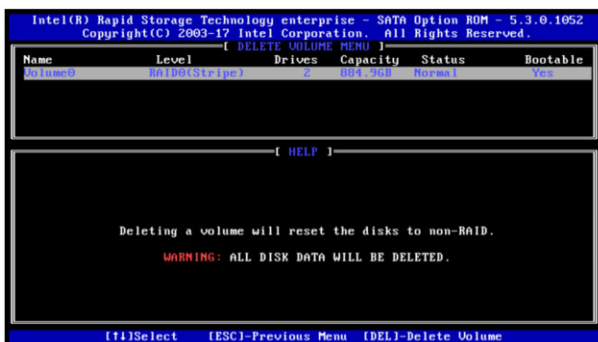 Intel(R) Rapid Storage Technology enterprise - SATA Option ROM - 5.3.0.1052
Copyright(C) 2003-17 Intel Corporation. All Rights Reserved.
[ DELETE VOLUME MENU ]
Name Level Drives Capacity Status Bootable
Volume0 RAID0(Stripe) 2 884.9GB Normal Yes
[ HELP ]
Deleting a volume will reset the disks to non-RAID.
WARNING: ALL DISK DATA WILL BE DELETED.
[↑↓]Select [ESC]-Previous Menu [DEL]-Delete Volume